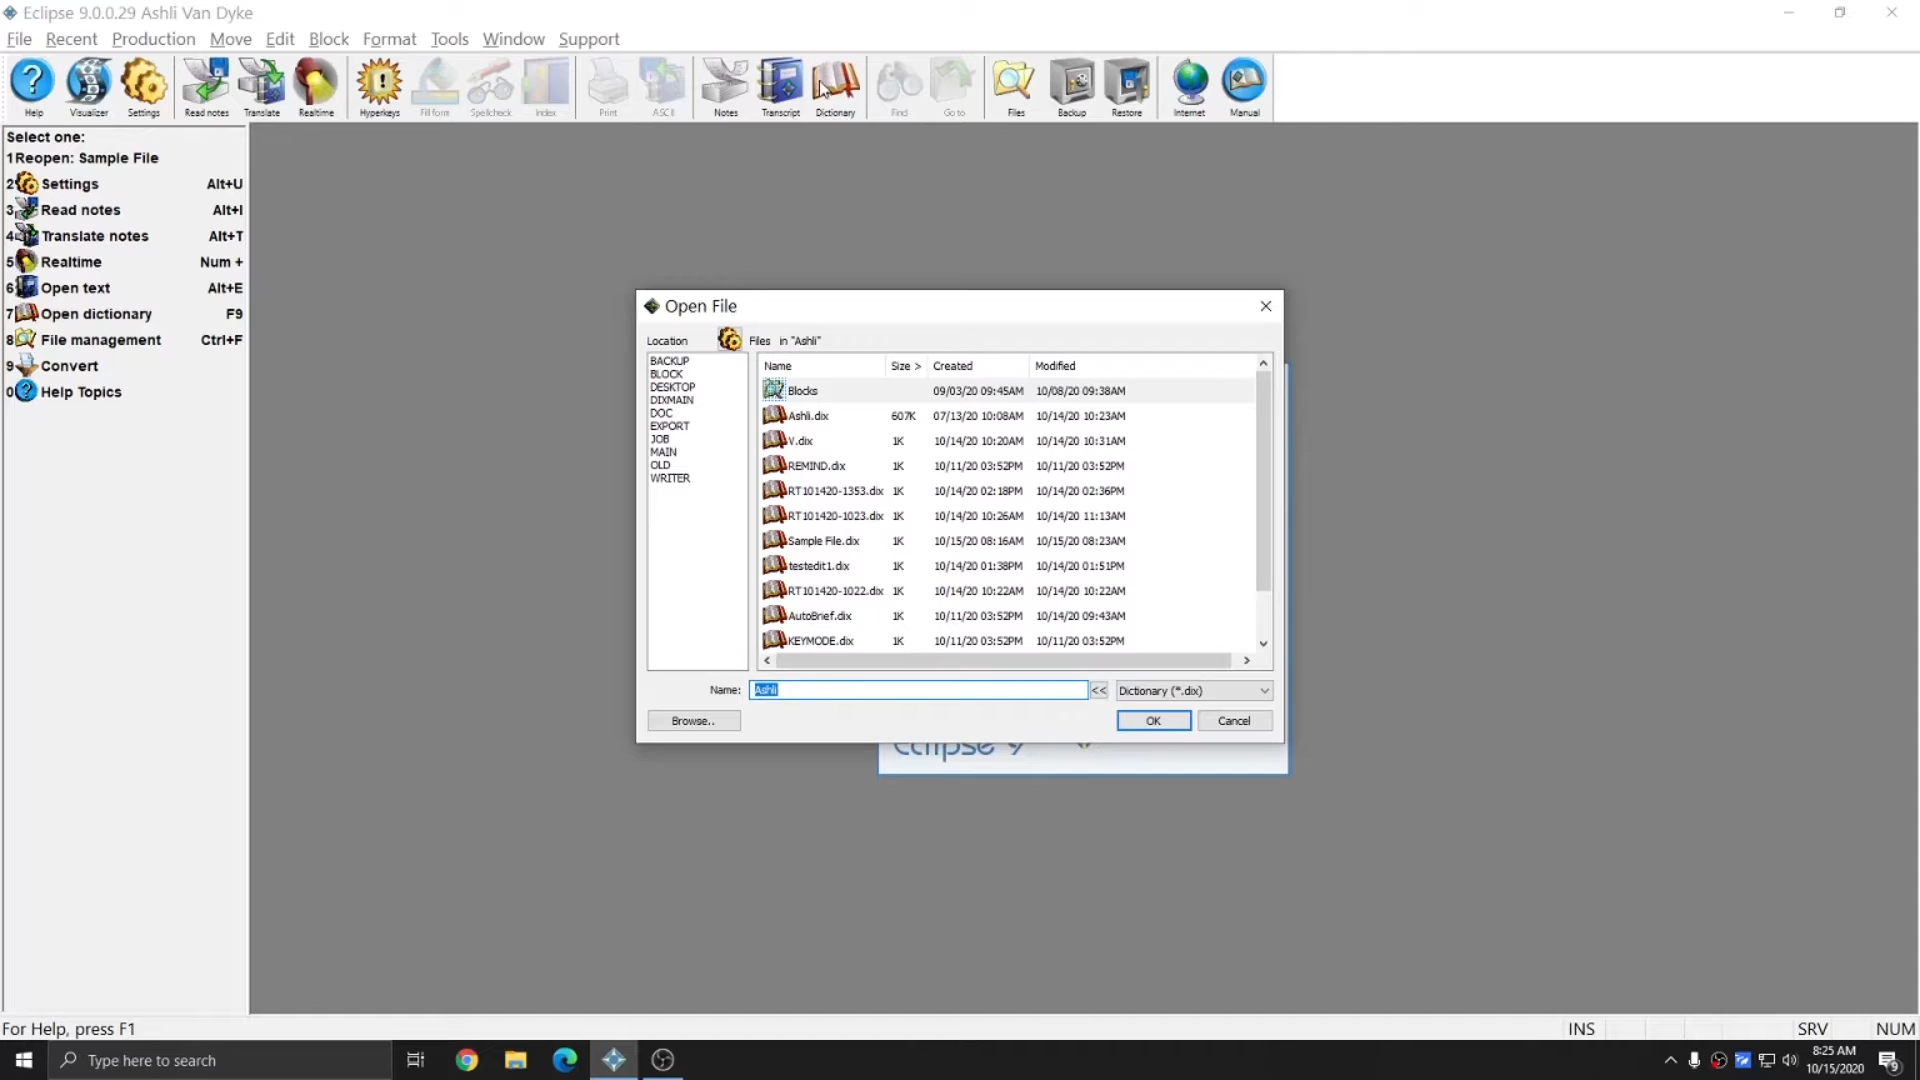 Eclipse 9.0.0.29 Ashli Van Dyke
File Recent Production Move Edit Block Format Tools Window Support
Help Visualizer Settings Read notes Translate Realtime Hyperkeys Fill form Spellcheck Index Print ASCII Notes Transcript Dictionary Find Go to Files Backup Restore Internet Manual
Select one:
1 Reopen: Sample File
2 Settings Alt+U
3 Read notes Alt+I
4 Translate notes Alt+T
5 Realtime Num +
6 Open text Alt+E
7 Open dictionary F9
8 File management Ctrl+F
9 Convert
0 Help Topics
Open File
Location Files in "Ashli"
BACKUP
BLOCK
DESKTOP
DIXMAIN
DOC
EXPORT
JOB
MAIN
OLD
WRITER
Name Size > Created Modified
Blocks 09/03/20 09:45AM 10/08/20 09:38AM
Ashli.dix 607K 07/13/20 10:08AM 10/14/20 10:23AM
V.dix 1K 10/14/20 10:20AM 10/14/20 10:31AM
REMIND.dix 1K 10/11/20 03:52PM 10/11/20 03:52PM
RT101420-1353.dix 1K 10/14/20 02:18PM 10/14/20 02:36PM
RT101420-1023.dix 1K 10/14/20 10:26AM 10/14/20 11:13AM
Sample File.dix 1K 10/15/20 08:16AM 10/15/20 08:23AM
testedit1.dix 1K 10/14/20 01:38PM 10/14/20 01:51PM
RT101420-1022.dix 1K 10/14/20 10:22AM 10/14/20 10:22AM
AutoBrief.dix 1K 10/11/20 03:52PM 10/14/20 09:43AM
KEYMODE.dix 1K 10/11/20 03:52PM 10/11/20 03:52PM
Name: Ashli << Dictionary (*.dix)
Browse.. OK Cancel
Eclipse 9
For Help, press F1 INS SRV NUM
Type here to search
8:25 AM
10/15/2020
9